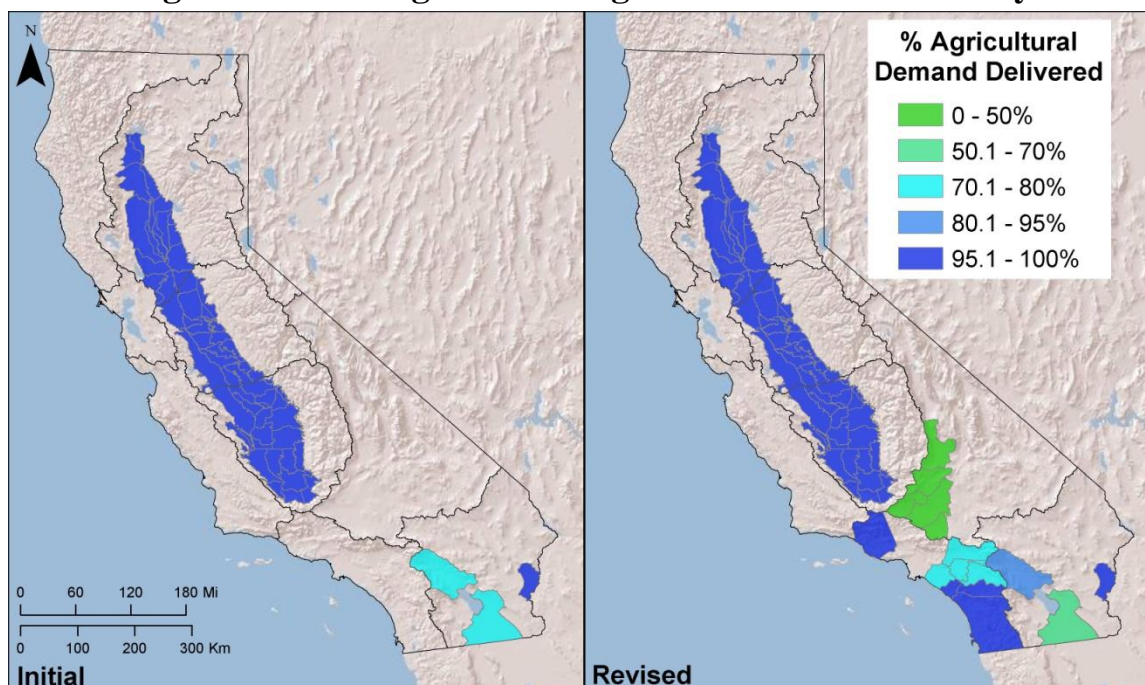 N
% Agricultural
Demand Delivered
0 - 50%
50.1 - 70%
70.1 - 80%
80.1 - 95%
95.1 - 100%
0 60 120 180 Mi
0 100 200 300 Km
Initial
Revised